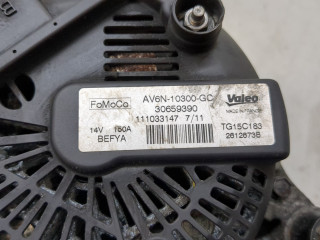 FoMoCo
AV6N-10300-GC
Valeo
30659390
111033147 7/11
14V 150A
TG15C183
BEFYA
2612673B